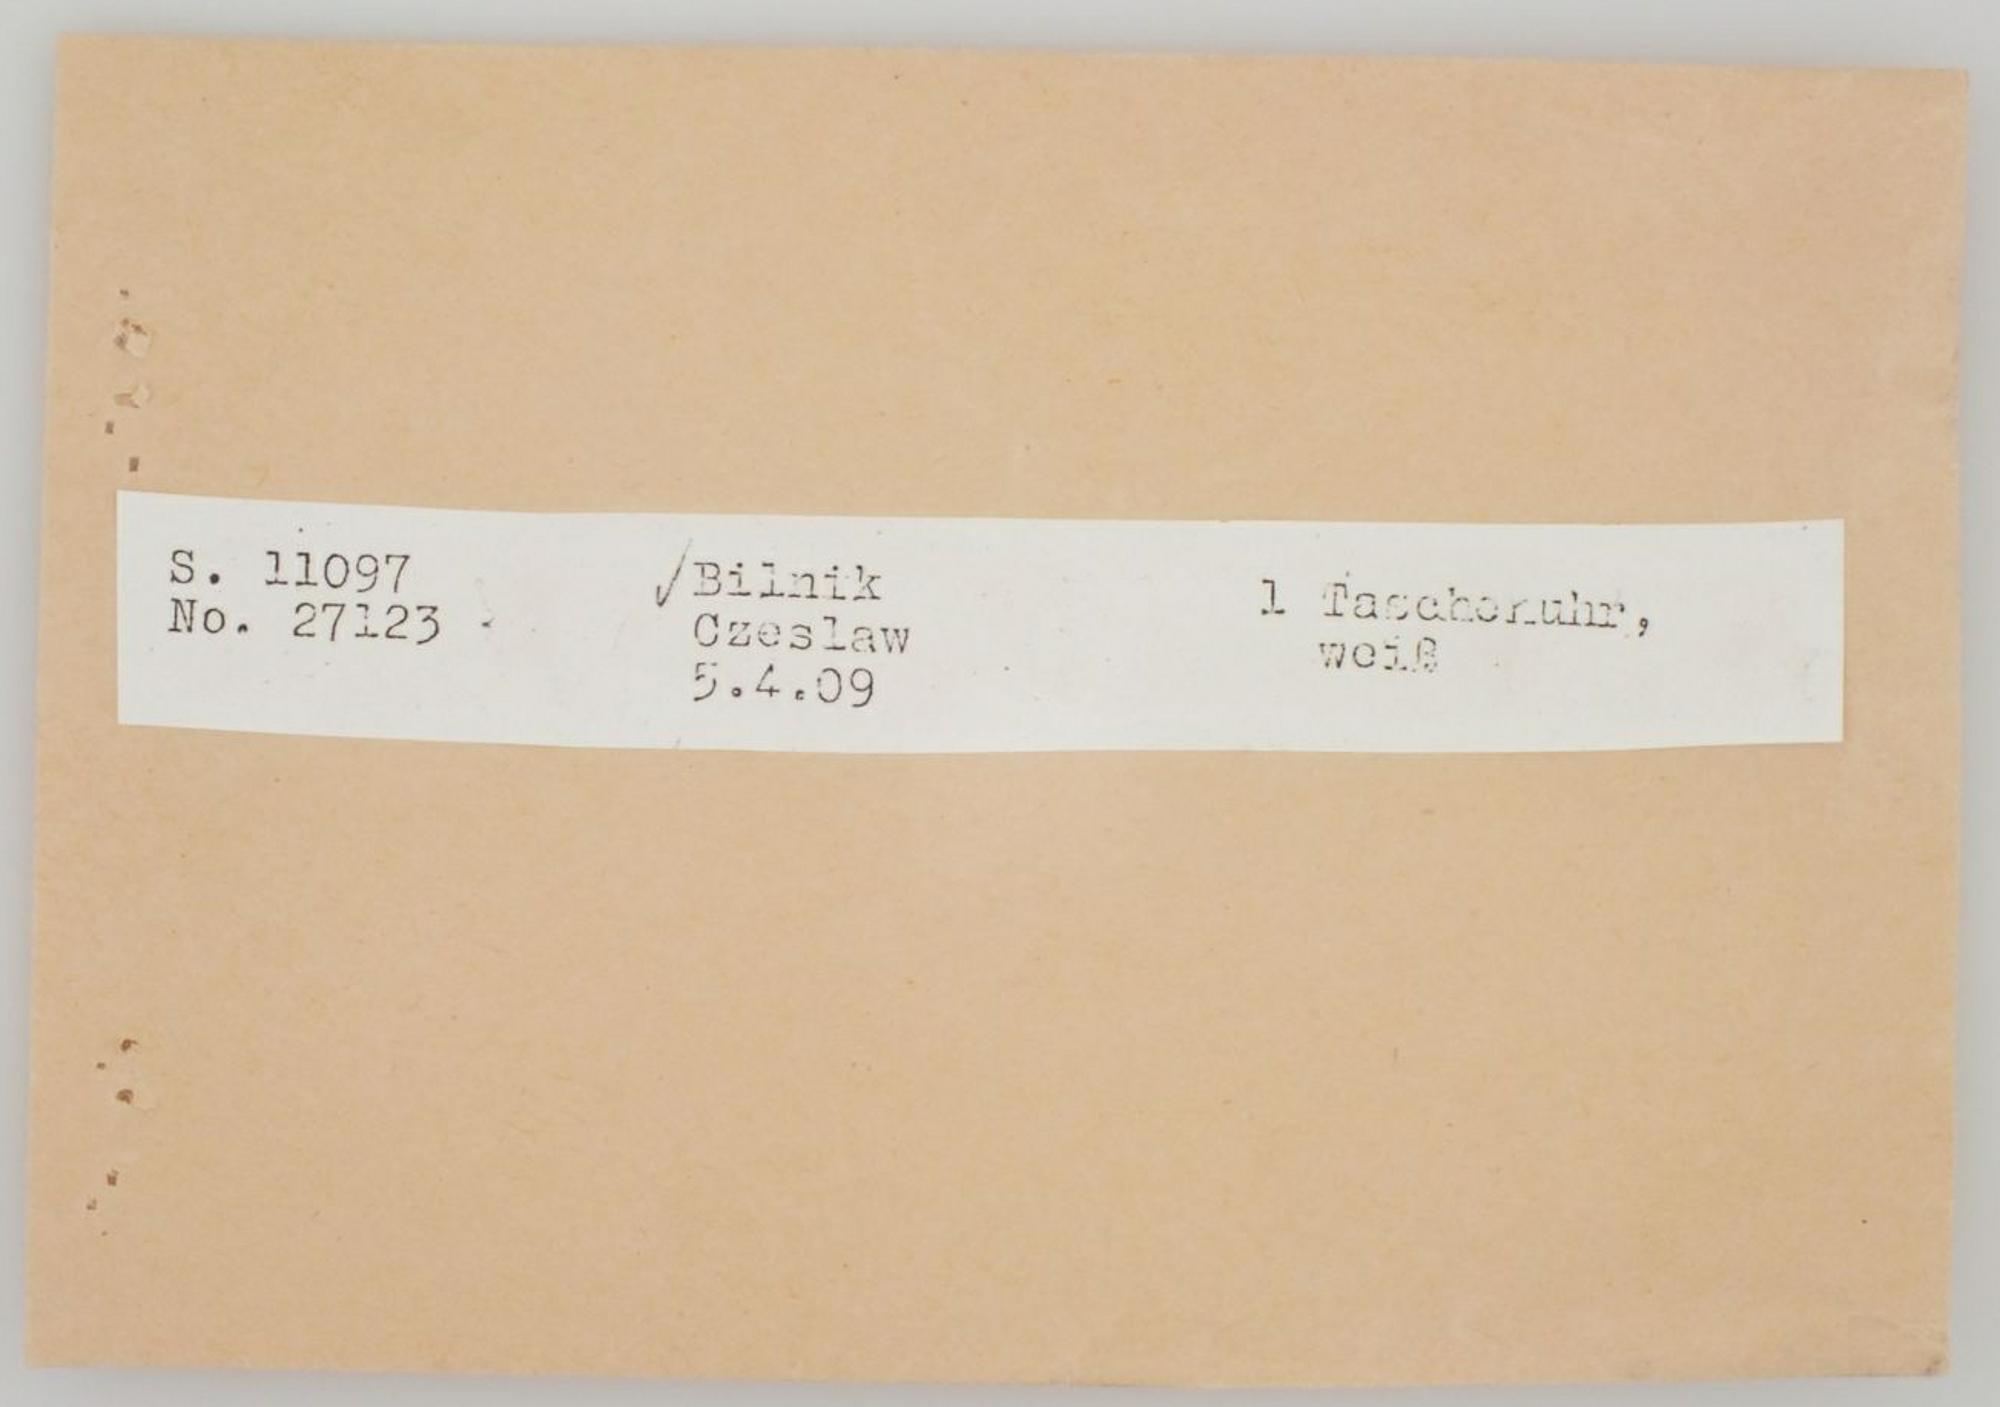 S. 11097
No. 27123
✓Bilnik
Czeslaw
5.4.09
1 Taschenuhr,
weiß